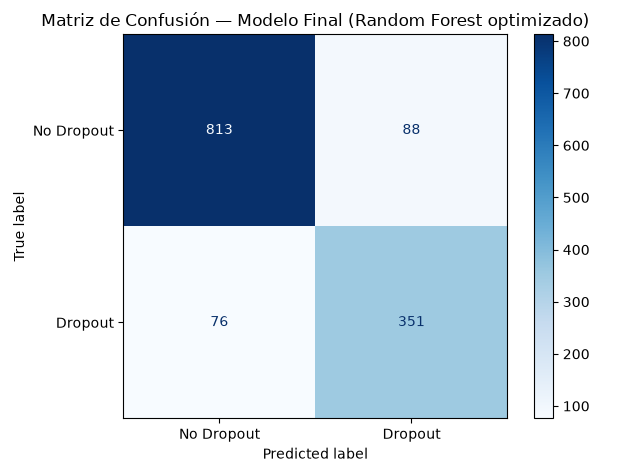 Matriz de Confusión — Modelo Final (Random Forest optimizado)
True label
No Dropout
813
88
Dropout
76
351
No Dropout
Dropout
Predicted label
800
700
600
500
400
300
200
100